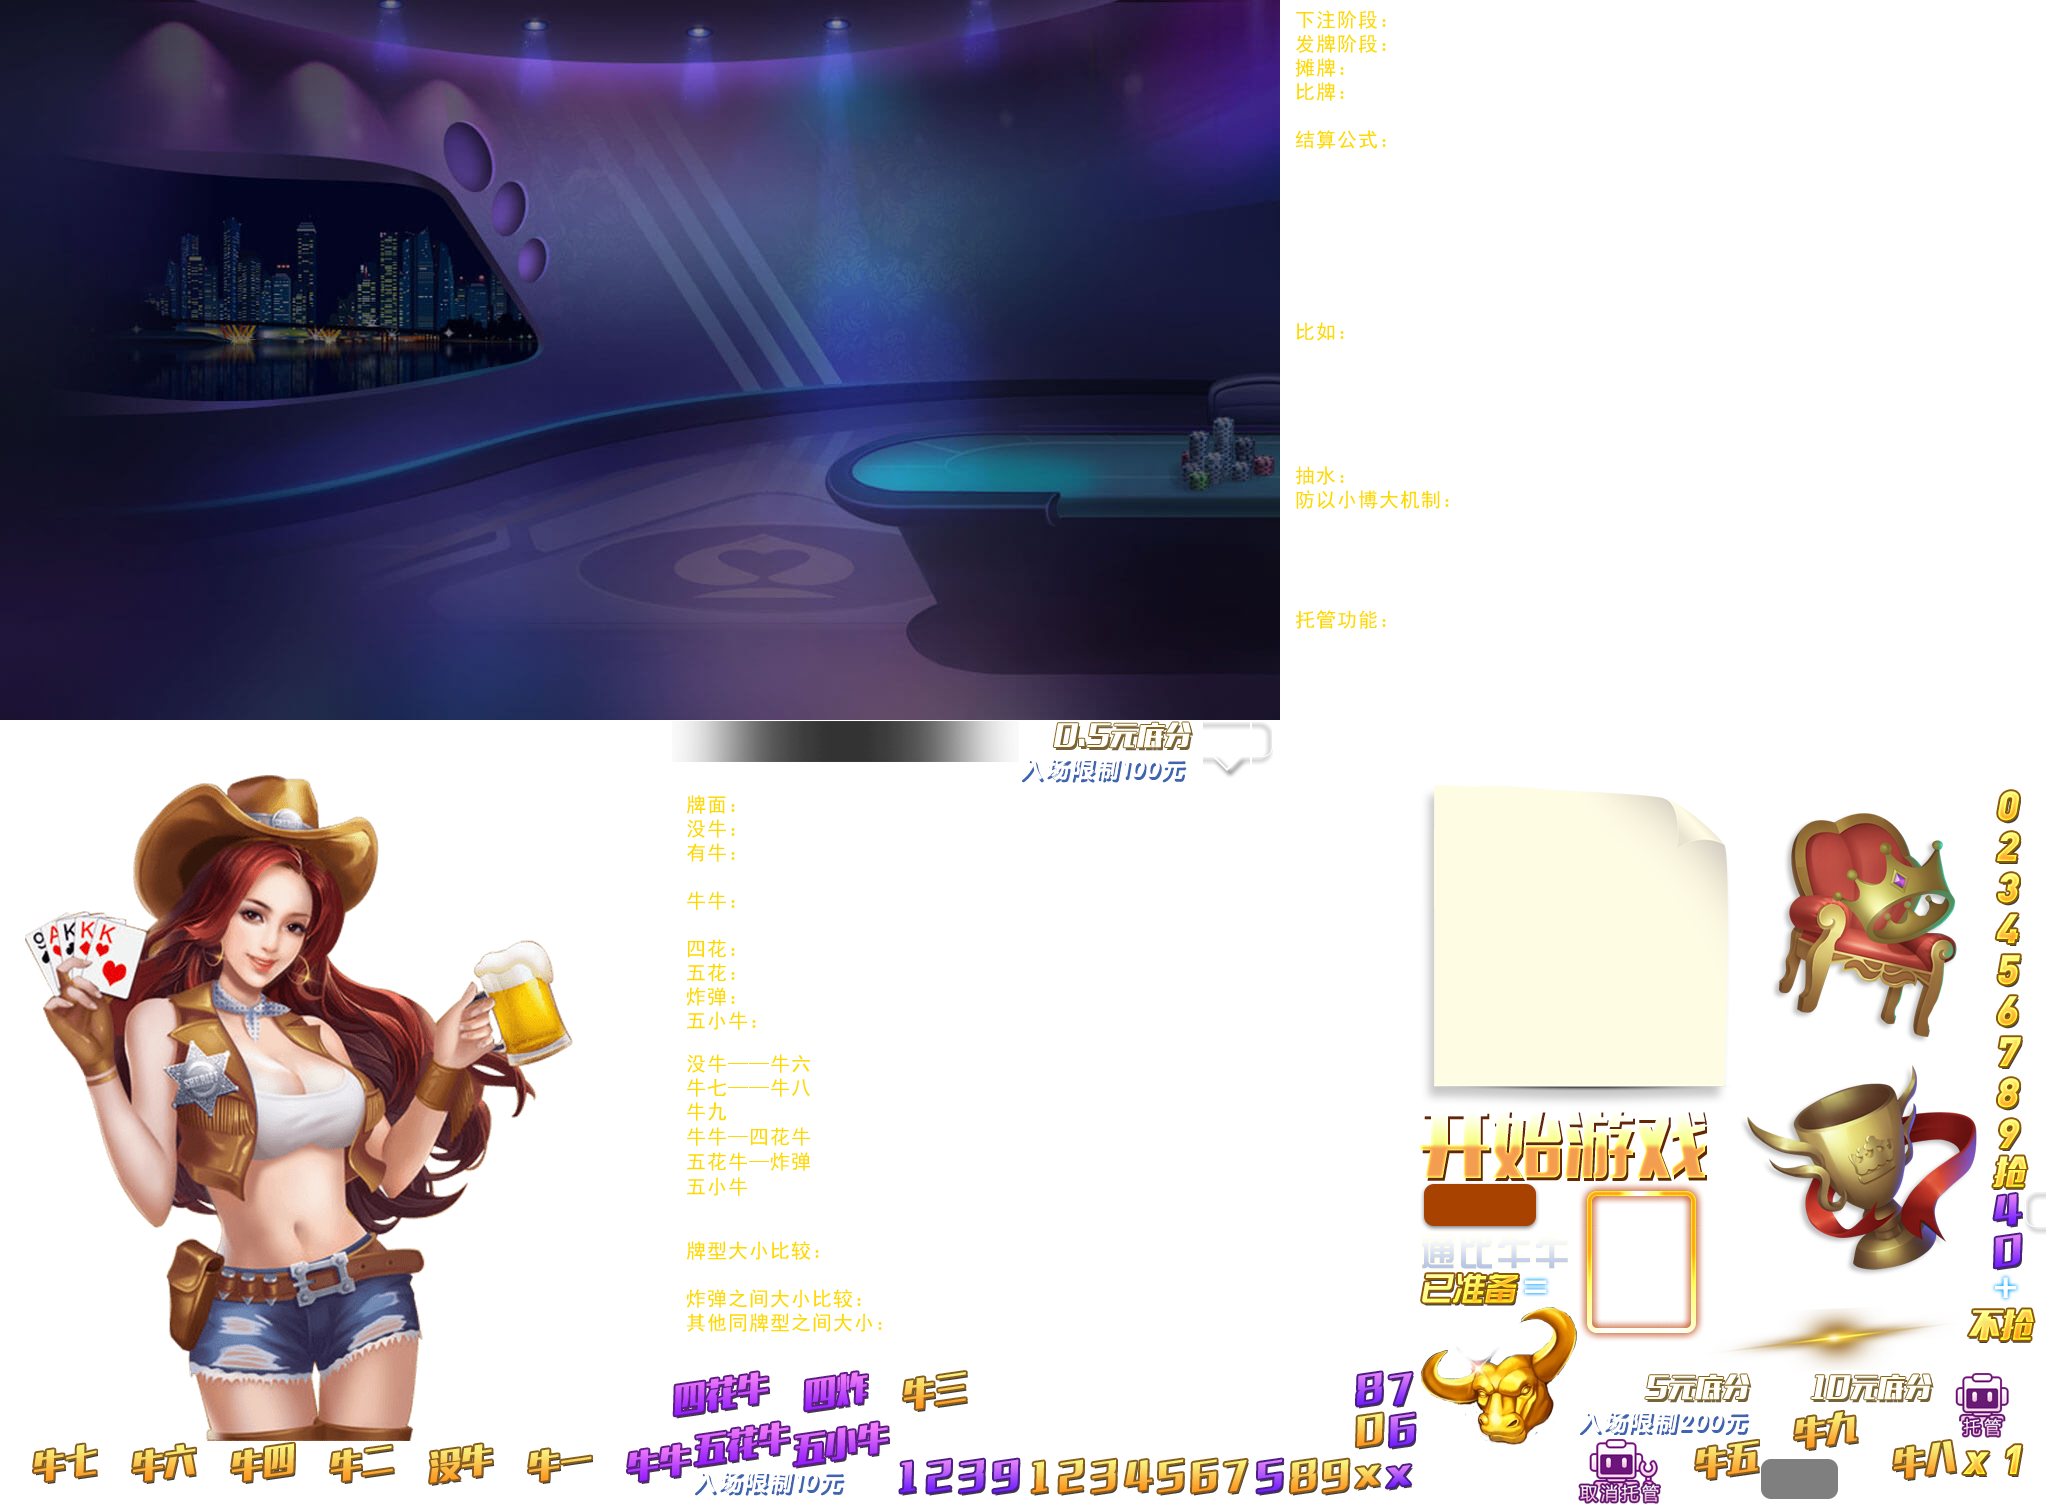 下注阶段：
发牌阶段：
摊牌：
比牌：
结算公式：
比如：
抽水：
防以小博大机制：
托管功能：
0.5元底分
入场限制100元
牌面：
没牛：
有牛：
牛牛：
四花：
五花：
炸弹：
五小牛：
没牛——牛六
牛七——牛八
牛九
牛牛—四花牛
五花牛—炸弹
五小牛
牌型大小比较：
炸弹之间大小比较：
其他同牌型之间大小：
9 A K K K
SHERIFF
开始游戏
通比牛牛
已准备 =
0
2
3
4
5
6
7
8
9
抢
4
0
+
不抢
四花牛 四炸 牛三
87
06
5元底分 10元底分
入场限制200元
托管
牛九
牛七 牛六 牛四 牛二 没牛 牛一 牛牛 五花牛 五小牛
入场限制10元
1239 1234567589xx
取消托管
牛五
牛八 x 1